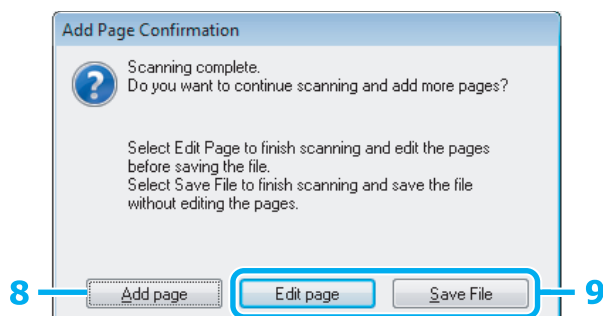 Add Page Confirmation
Scanning complete.
Do you want to continue scanning and add more pages?
Select Edit Page to finish scanning and edit the pages
before saving the file.
Select Save File to finish scanning and save the file
without editing the pages.
8 Add page Edit page Save File 9